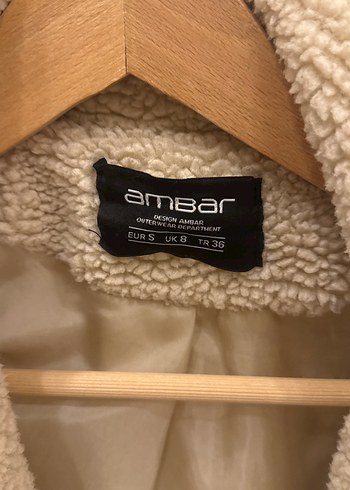 ambar
DESIGN AMBAR
OUTERWEAR DEPARTMENT
EUR S UK 8 TR 36